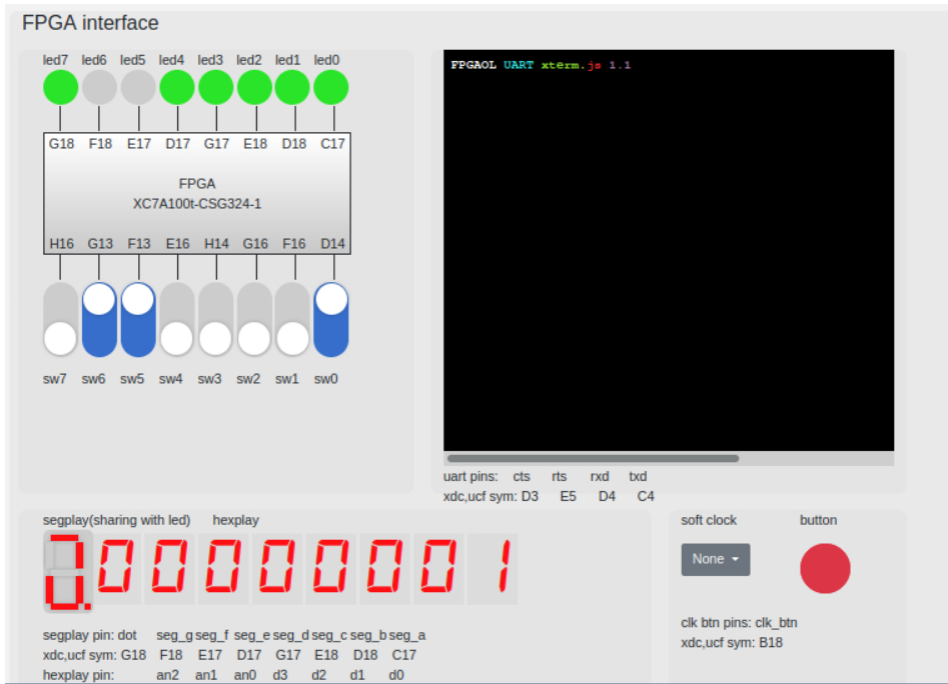 FPGA interface
led7 led6 led5 led4 led3 led2 led1 led0
G18 F18 E17 D17 G17 E18 D18 C17
FPGA
XC7A100t-CSG324-1
H16 G13 F13 E16 H14 G16 F16 D14
sw7 sw6 sw5 sw4 sw3 sw2 sw1 sw0
FPGAOL UART xterm.js 1.1
uart pins: cts rts rxd txd
xdc,ucf sym: D3 E5 D4 C4
segplay(sharing with led) hexplay
00000001
segplay pin: dot seg_g seg_f seg_e seg_d seg_c seg_b seg_a
xdc,ucf sym: G18 F18 E17 D17 G17 E18 D18 C17
hexplay pin: an2 an1 an0 d3 d2 d1 d0
soft clock button
None
clk btn pins: clk_btn
xdc,ucf sym: B18